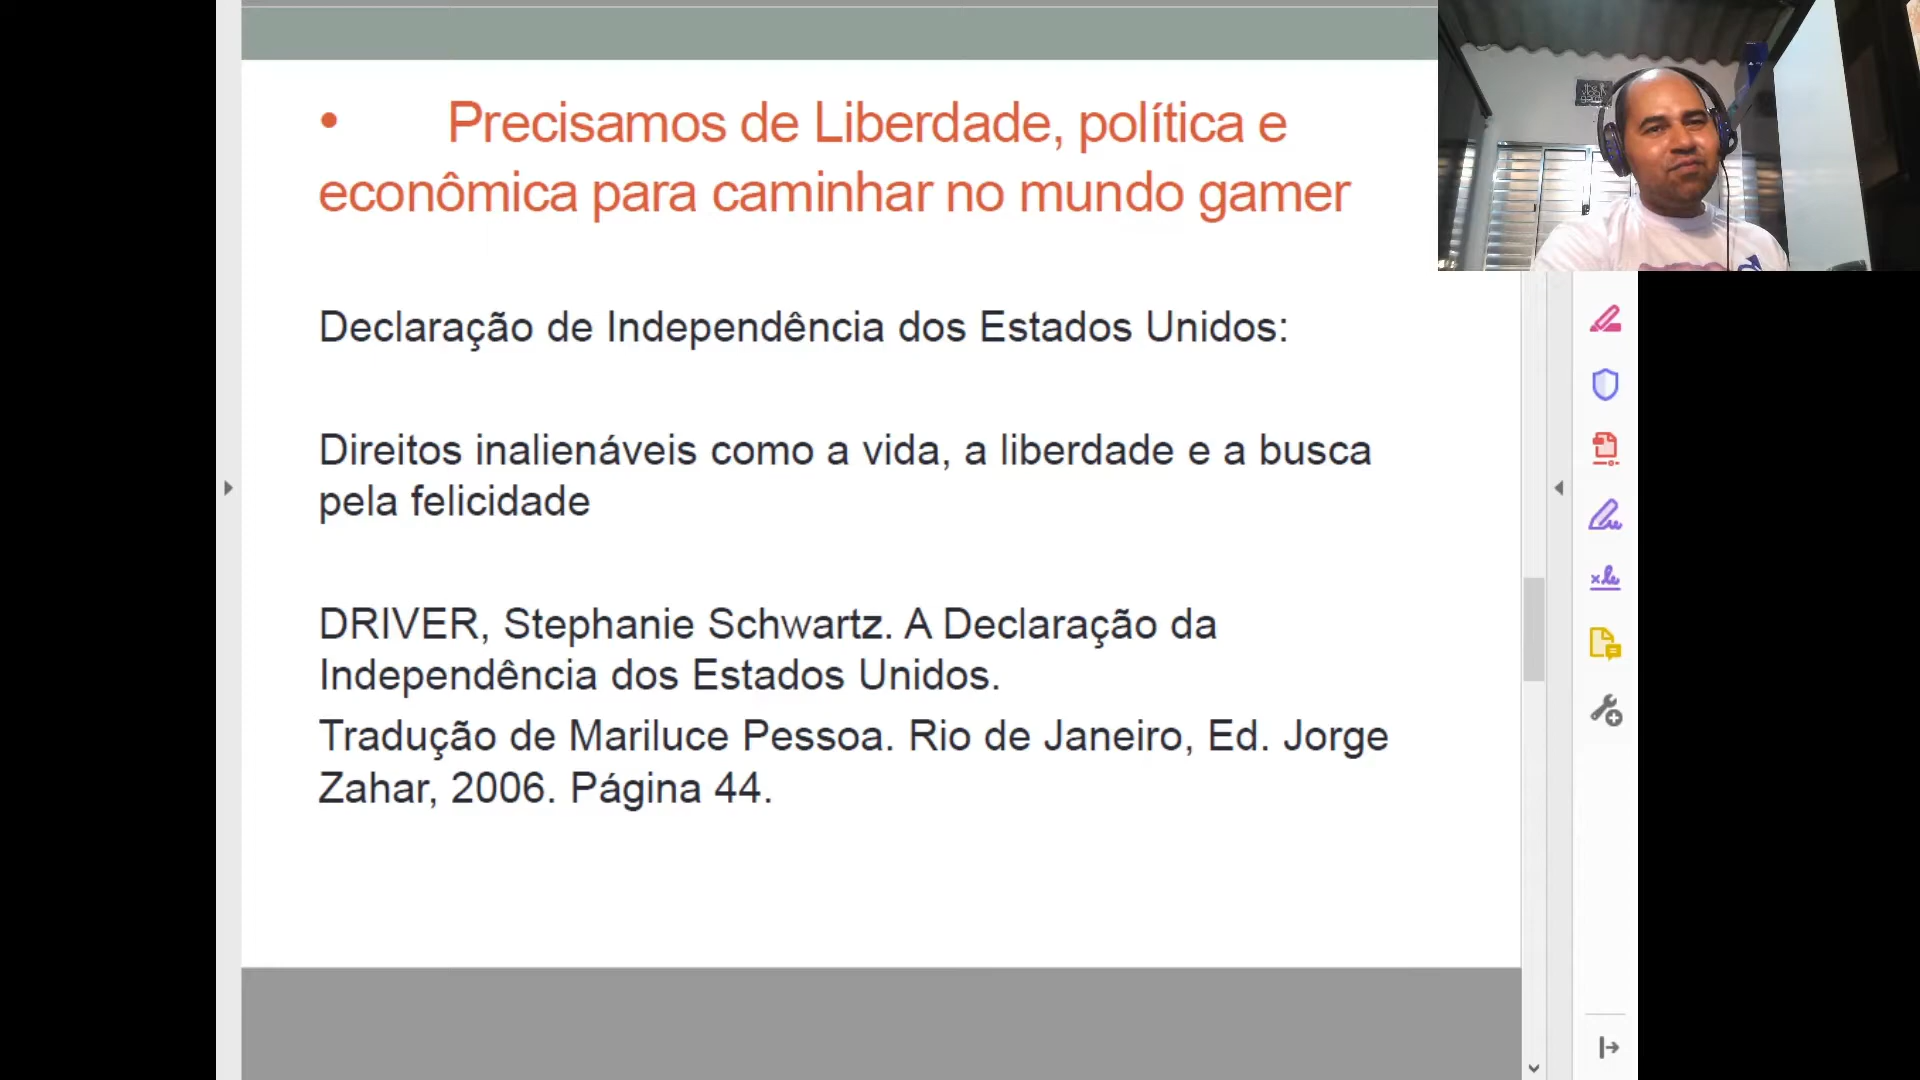 • Precisamos de Liberdade, política e
econômica para caminhar no mundo gamer
Declaração de Independência dos Estados Unidos:
Direitos inalienáveis como a vida, a liberdade e a busca
pela felicidade
DRIVER, Stephanie Schwartz. A Declaração da
Independência dos Estados Unidos.
Tradução de Mariluce Pessoa. Rio de Janeiro, Ed. Jorge
Zahar, 2006. Página 44.